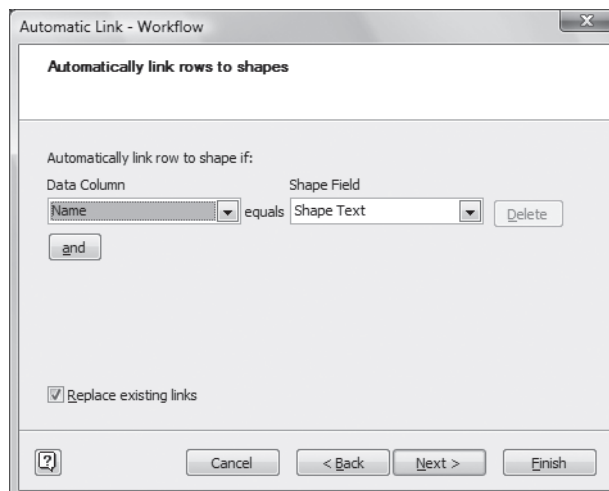 Automatic Link - Workflow
X
Automatically link rows to shapes
Automatically link row to shape if:
Data Column Shape Field
Name equals Shape Text Delete
and
Replace existing links
? Cancel < Back Next > Finish